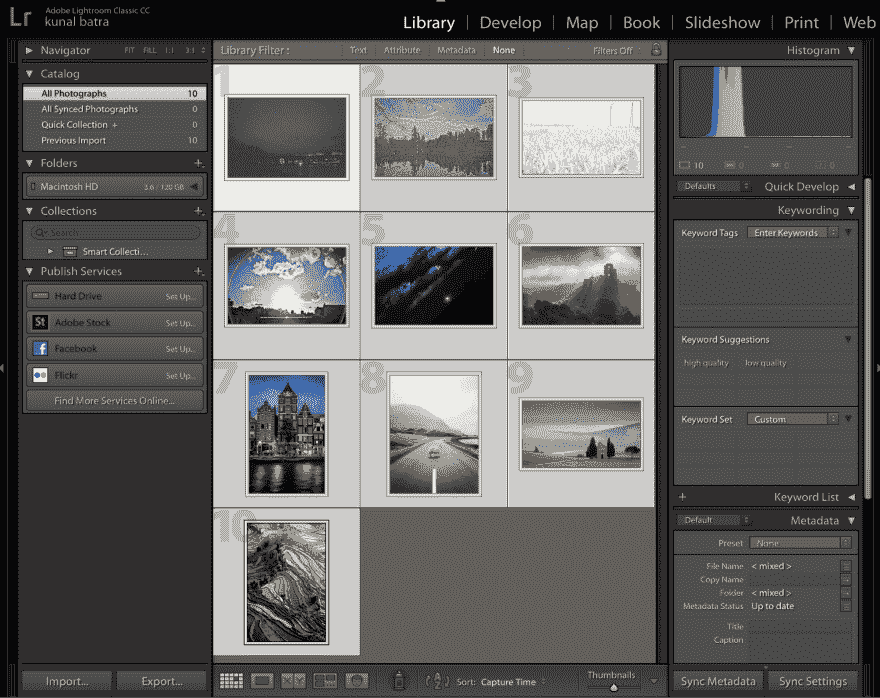 Lr
Adobe Lightroom Classic CC
kunal batra
Library | Develop | Map | Book | Slideshow | Print | Web
Navigator FIT FILL 1:1 3:1
Catalog
All Photographs 10
All Synced Photographs 0
Quick Collection + 0
Previous Import 10
Folders +
Macintosh HD 3.6 / 120 GB
Collections +
Search
Smart Collecti...
Publish Services +
Hard Drive Set Up...
St Adobe Stock Set Up...
f Facebook Set Up...
Flickr Set Up...
Find More Services Online...
Import... Export...
Library Filter : Text Attribute Metadata None Filters Off
1 2 3
4 5 6
7 8 9
10
Sort: Capture Time
Thumbnails
Histogram
10 0 0 0
Defaults Quick Develop
Keywording
Keyword Tags Enter Keywords
Keyword Suggestions
high quality low quality
Keyword Set Custom
+ Keyword List
Default Metadata
Preset None
File Name < mixed >
Copy Name
Folder < mixed >
Metadata Status Up to date
Title
Caption
Sync Metadata Sync Settings